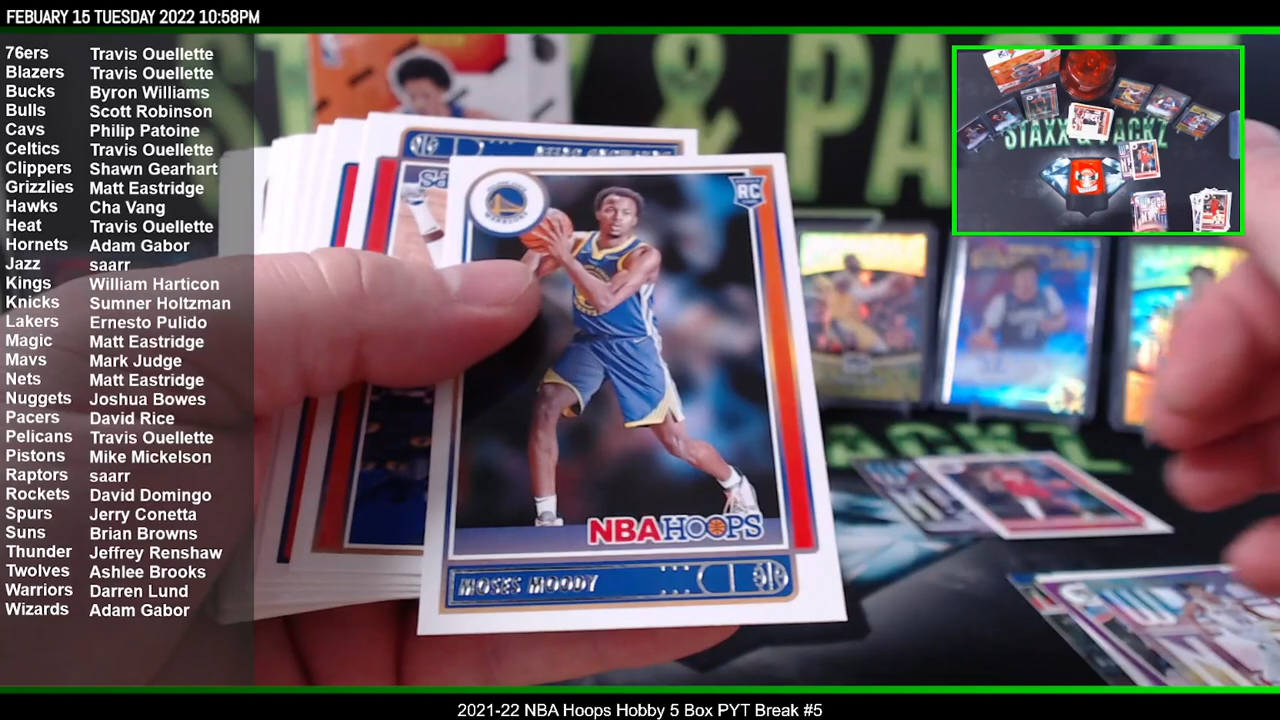 FEBUARY 15 TUESDAY 2022 10:58PM
76ers Travis Ouellette
Blazers Travis Ouellette
Bucks Byron Williams
Bulls Scott Robinson
Cavs Philip Patoine
Celtics Travis Ouellette
Clippers Shawn Gearhart
Grizzlies Matt Eastridge
Hawks Cha Vang
Heat Travis Ouellette
Hornets Adam Gabor
Jazz saarr
Kings William Harticon
Knicks Sumner Holtzman
Lakers Ernesto Pulido
Magic Matt Eastridge
Mavs Mark Judge
Nets Matt Eastridge
Nuggets Joshua Bowes
Pacers David Rice
Pelicans Travis Ouellette
Pistons Mike Mickelson
Raptors saarr
Rockets David Domingo
Spurs Jerry Conetta
Suns Brian Browns
Thunder Jeffrey Renshaw
Twolves Ashlee Brooks
Warriors Darren Lund
Wizards Adam Gabor
RC
NBA HOOPS
MOSES MOODY
STAXX & PACKZ
2021-22 NBA Hoops Hobby 5 Box PYT Break #5